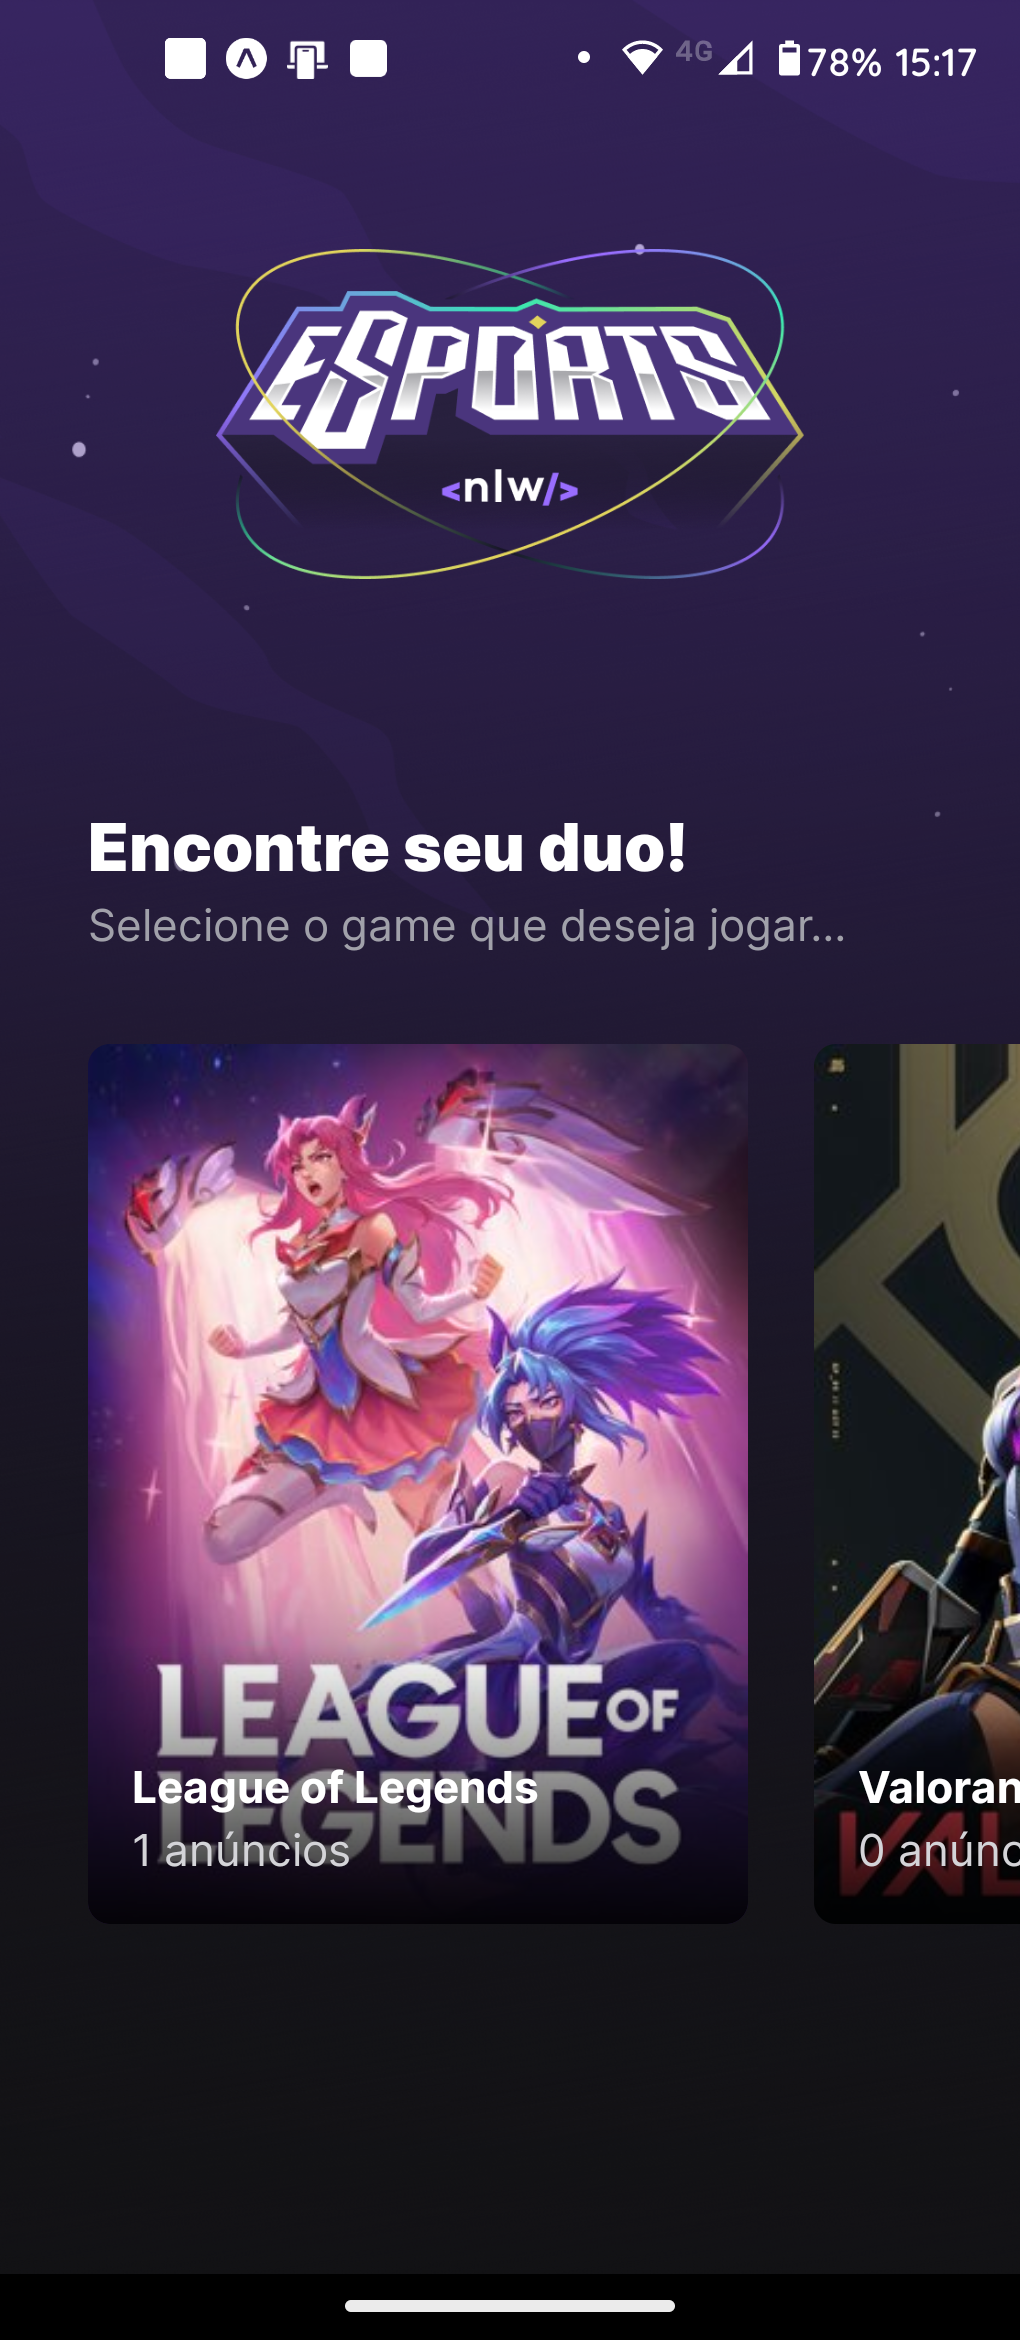 4G 78% 15:17
ESPORTS
<nlw/>
Encontre seu duo!
Selecione o game que deseja jogar...
LEAGUE OF
LEGENDS
League of Legends
1 anúncios
Valoran
0 anúnc
VAL